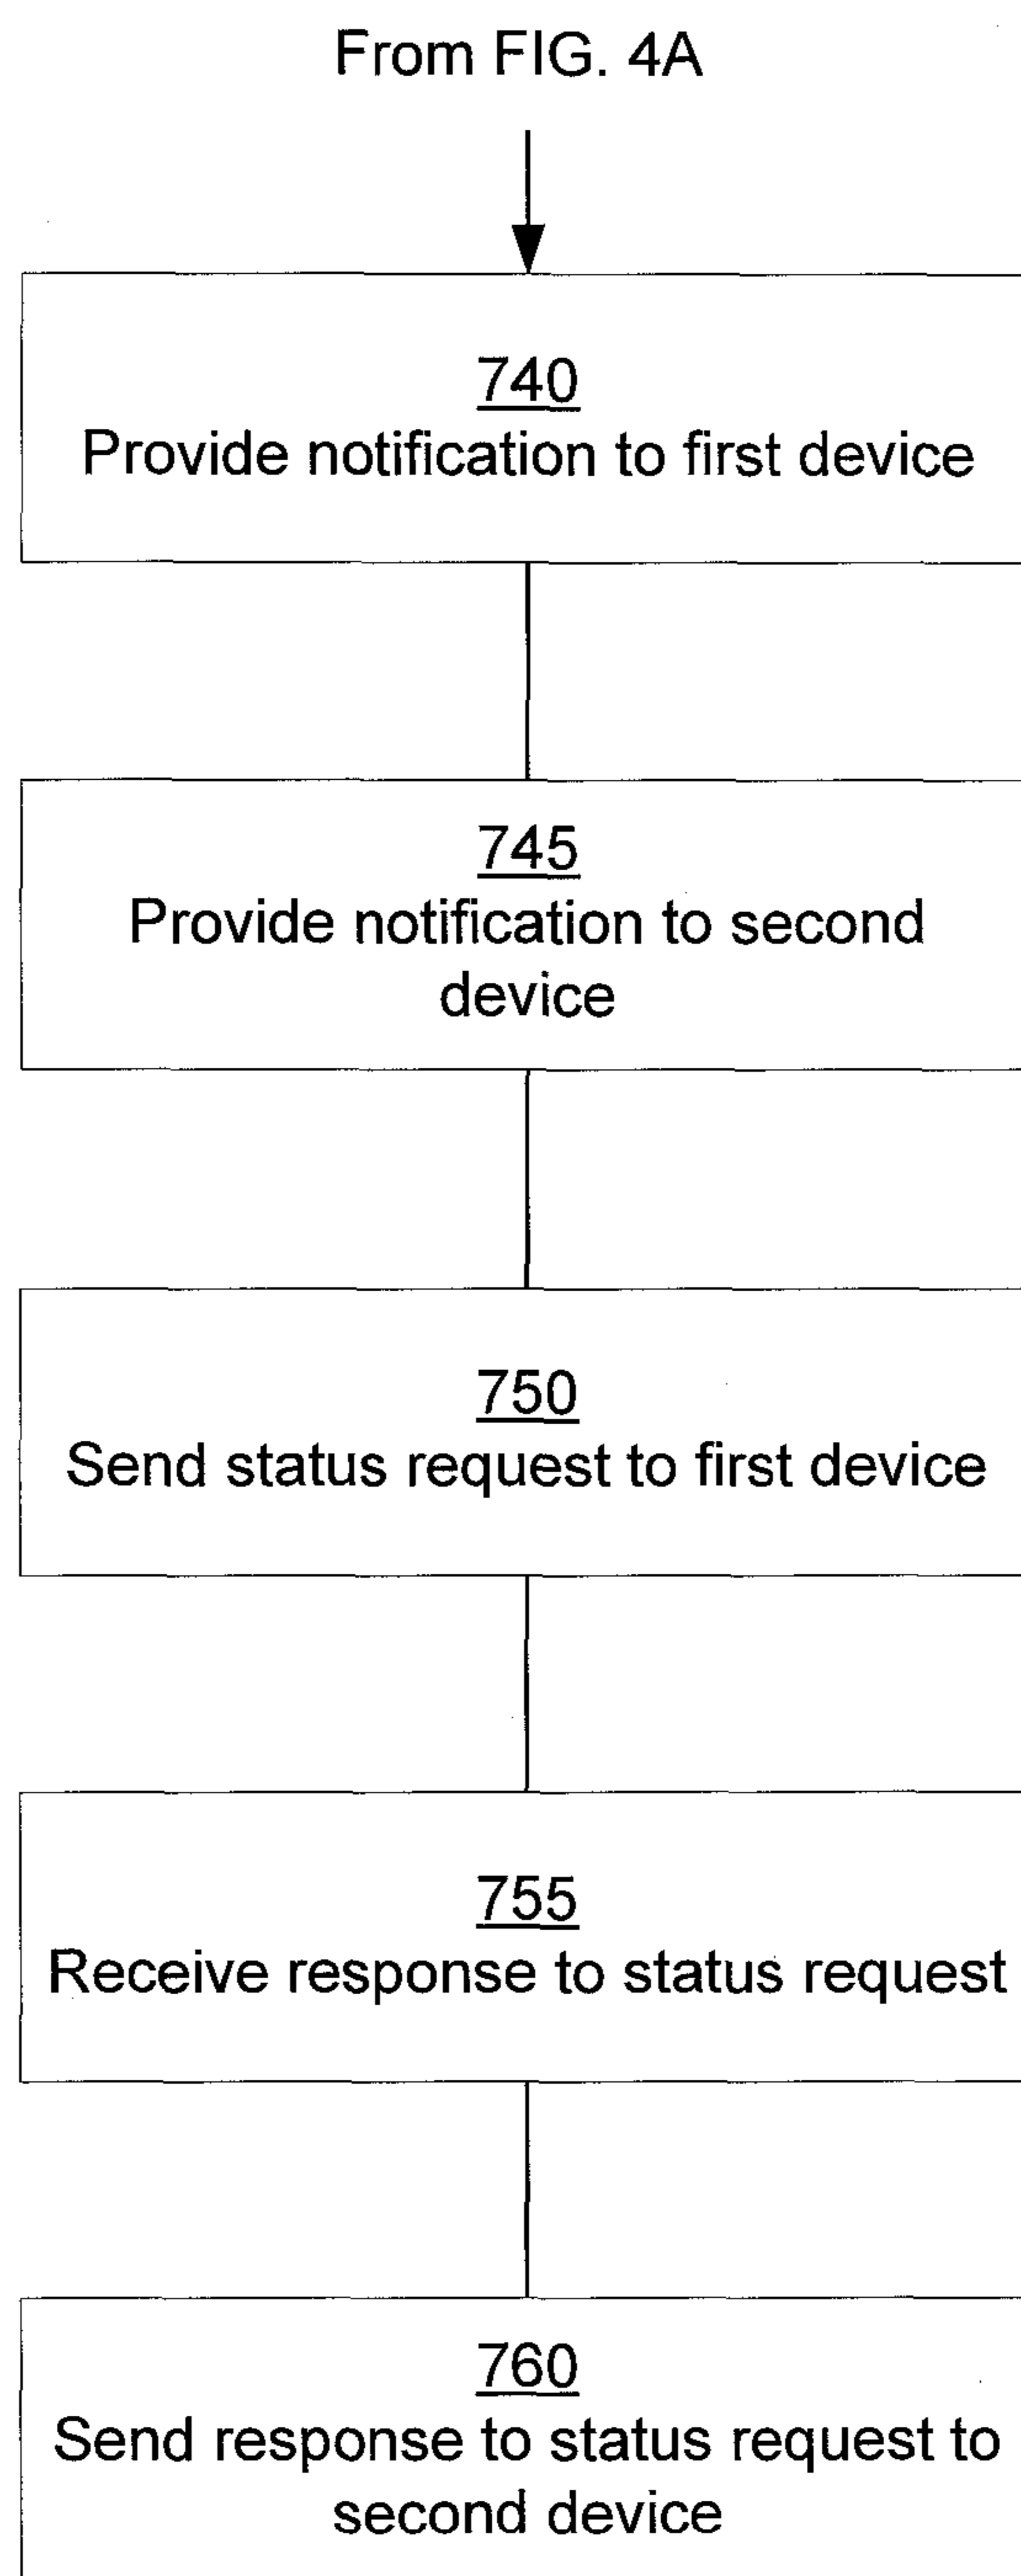 From FIG. 4A
740
Provide notification to first device
745
Provide notification to second
device
750
Send status request to first device
755
Receive response to status request
760
Send response to status request to
second device